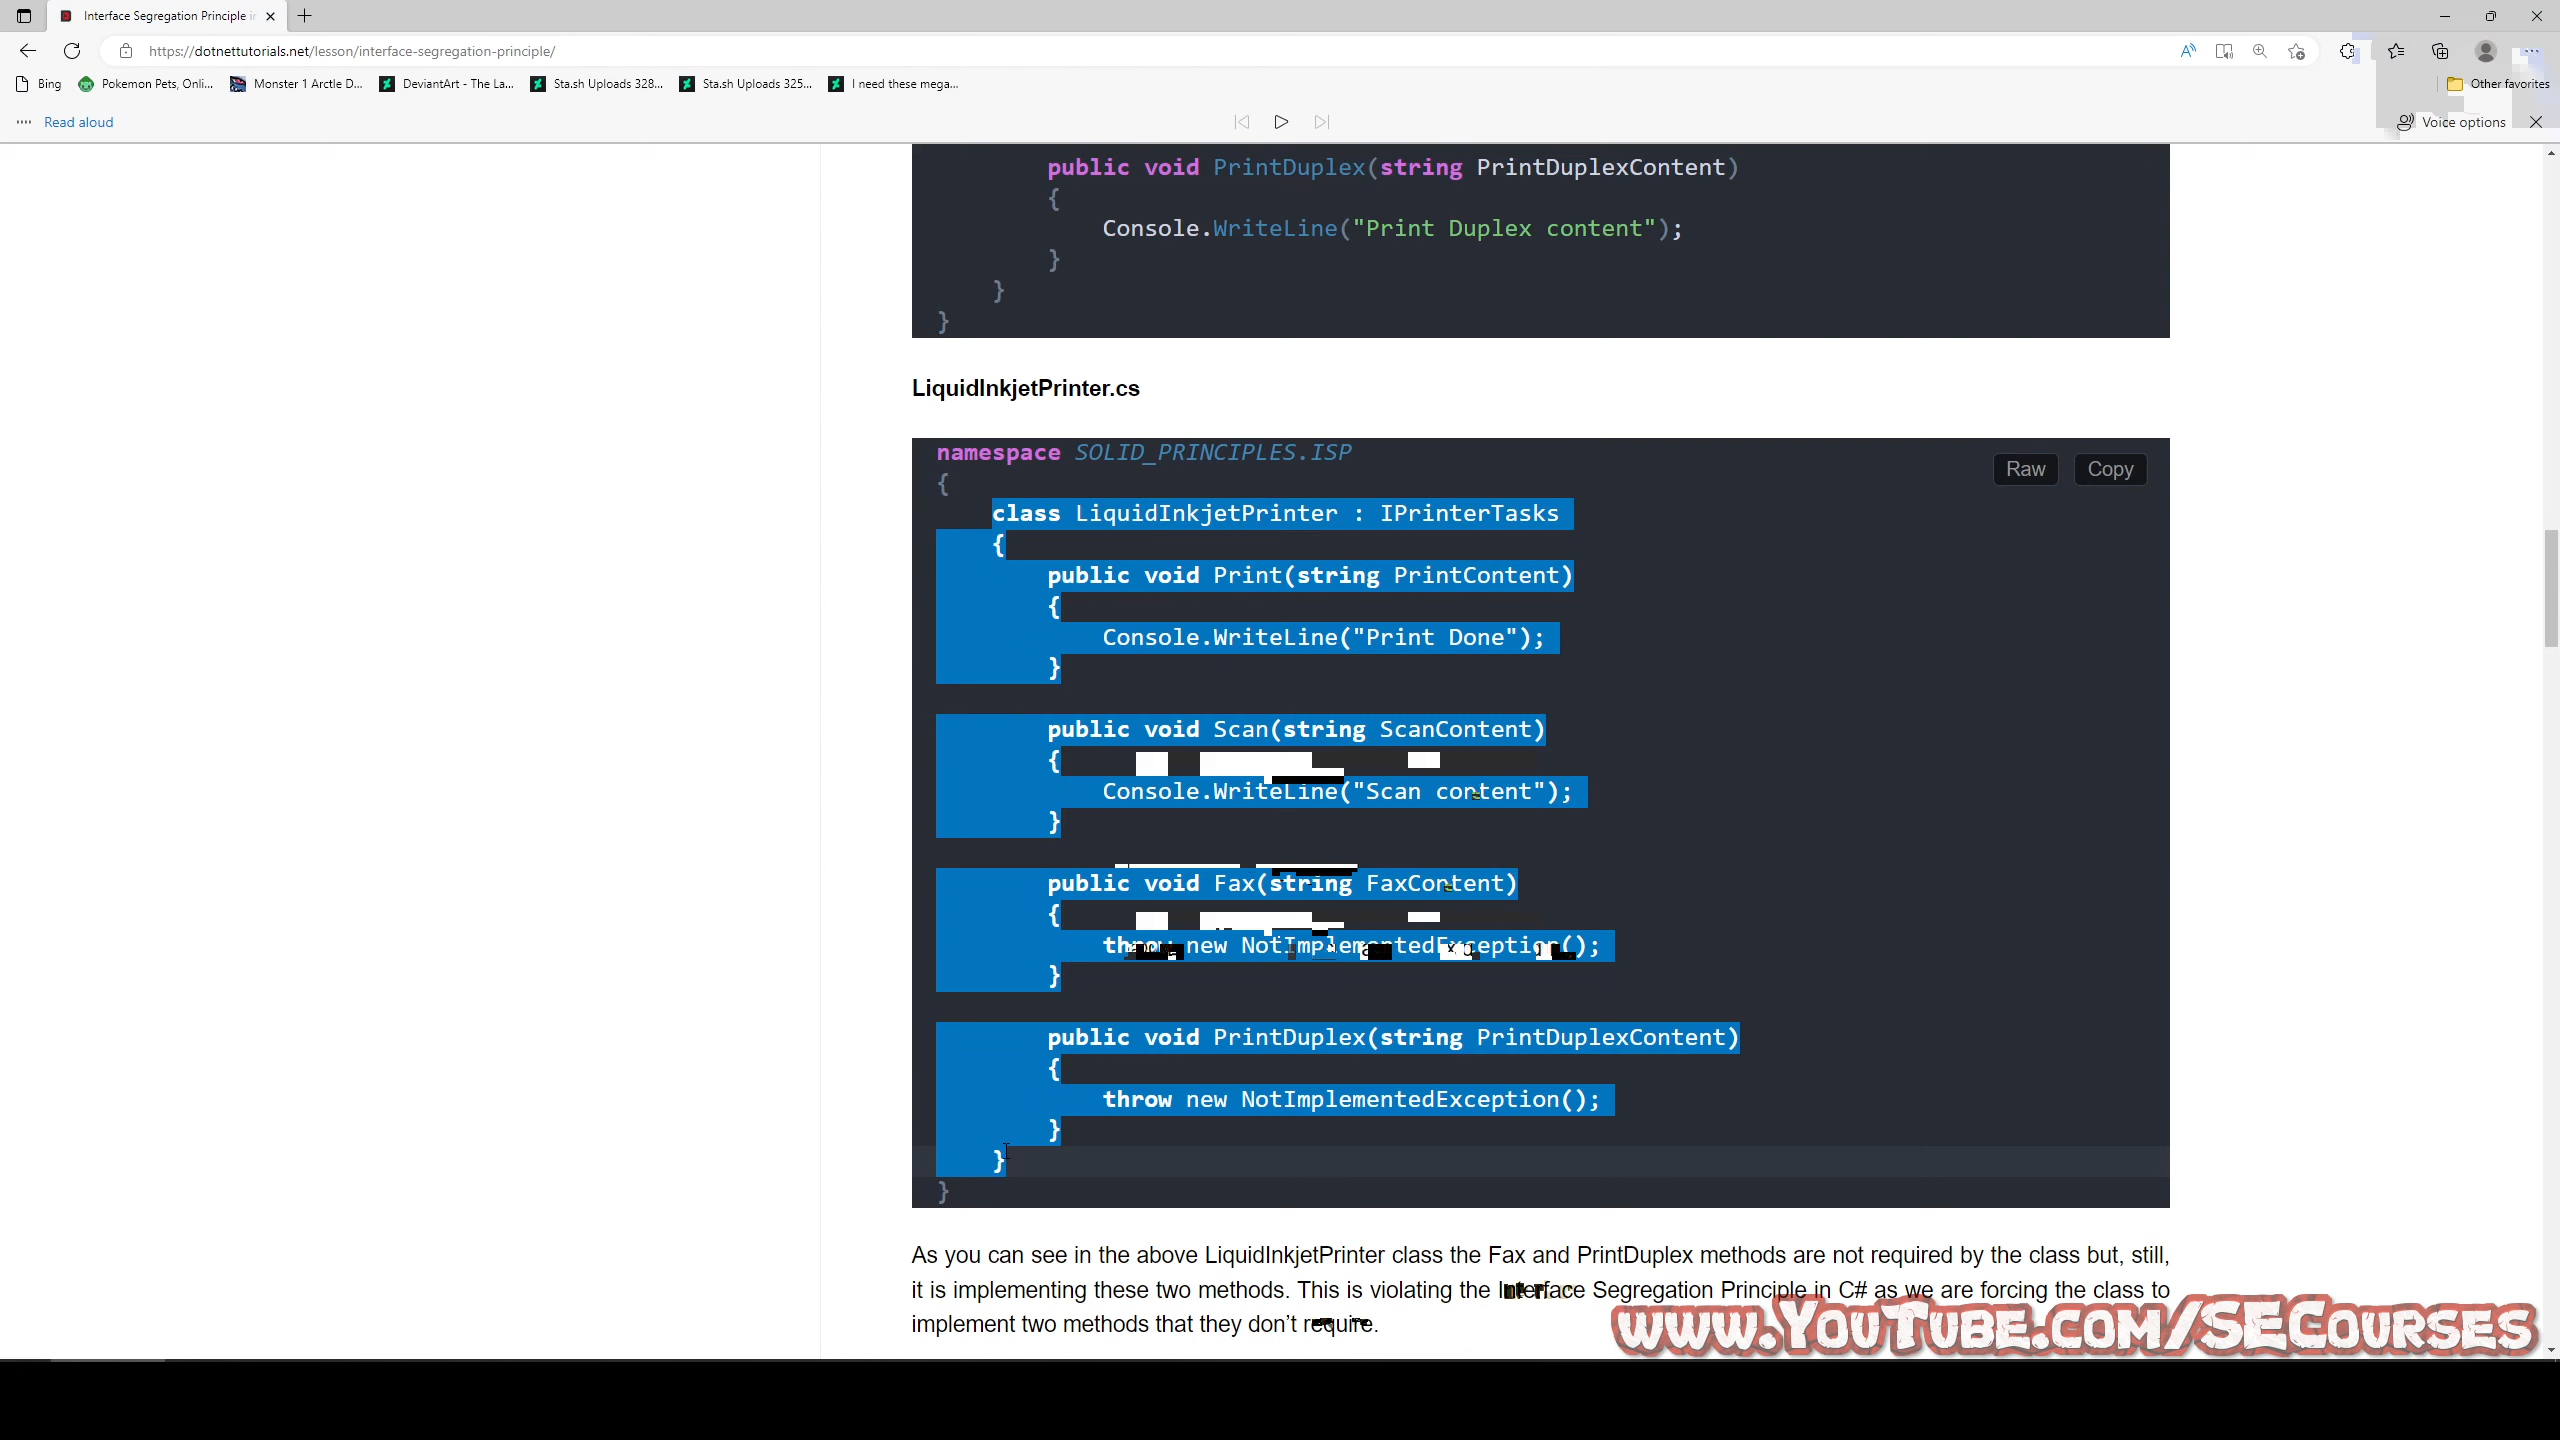 Interface Segregation Principle in
https://dotnettutorials.net/lesson/interface-segregation-principle/
Bing
Pokemon Pets, Onli...
Monster 1 Arctle D...
DeviantArt - The La...
Sta.sh Uploads 328...
Sta.sh Uploads 325...
I need these mega...
Other favorites
Read aloud
Voice options
public void PrintDuplex(string PrintDuplexContent)
{
Console.WriteLine("Print Duplex content");
}
}
}
LiquidInkjetPrinter.cs
namespace SOLID_PRINCIPLES.ISP
Raw
Copy
{
class LiquidInkjetPrinter : IPrinterTasks
{
public void Print(string PrintContent)
{
Console.WriteLine("Print Done");
}
public void Scan(string ScanContent)
{
Console.WriteLine("Scan content");
}
public void Fax(string FaxContent)
{
throw new NotImplementedException();
}
public void PrintDuplex(string PrintDuplexContent)
{
throw new NotImplementedException();
}
}
}
As you can see in the above LiquidInkjetPrinter class the Fax and PrintDuplex methods are not required by the class but, still,
it is implementing these two methods. This is violating the Interface Segregation Principle in C# as we are forcing the class to
implement two methods that they don't require.
www.YouTube.com/SECourses